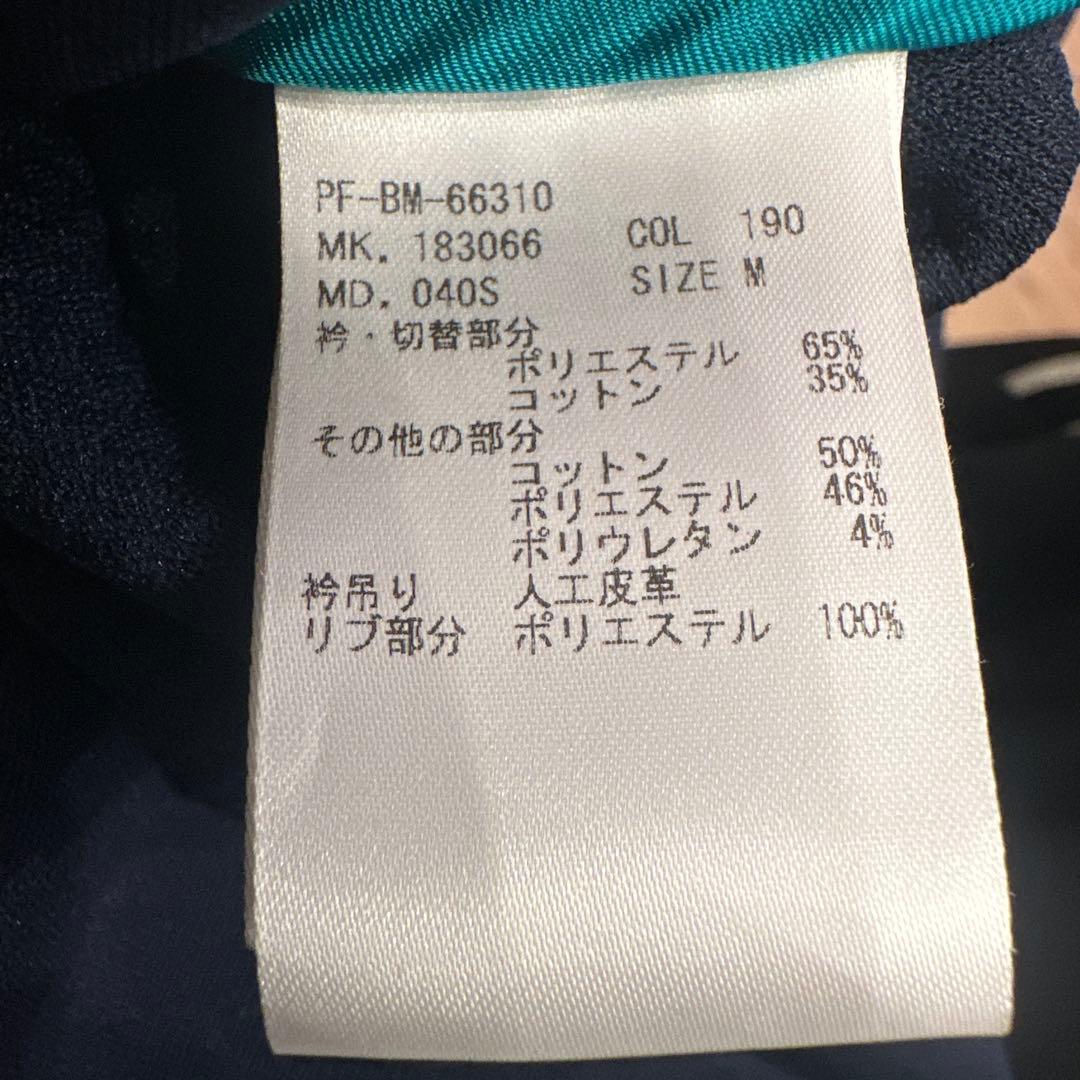 PF-BM-66310
MK. 183066 COL 190
MD. 040S SIZE M
衿・切替部分
ポリエステル 65%
コットン 35%
その他の部分
コットン 50%
ポリエステル 46%
ポリウレタン 4%
衿吊り 人工皮革
リブ部分 ポリエステル 100%